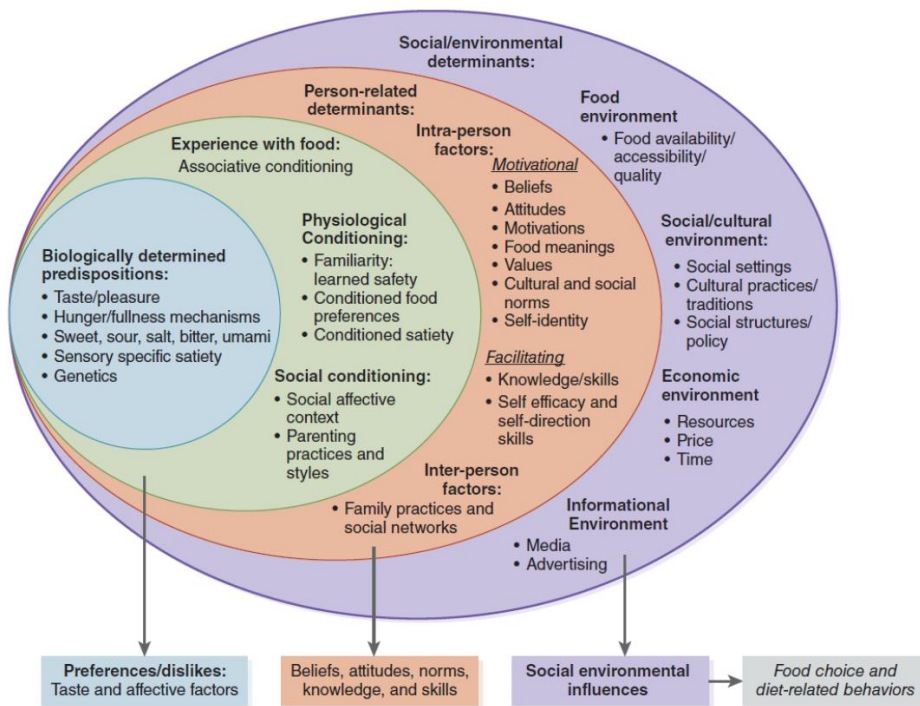 Social/environmental
determinants:
Person-related
determinants:
Experience with food:
Associative conditioning
Biologically determined
predispositions:
• Taste/pleasure
• Hunger/fullness mechanisms
• Sweet, sour, salt, bitter, umami
• Sensory specific satiety
• Genetics
Physiological
Conditioning:
• Familiarity:
learned safety
• Conditioned food
preferences
• Conditioned satiety
Social conditioning:
• Social affective
context
• Parenting
practices and
styles
Intra-person
factors:
Motivational
• Beliefs
• Attitudes
• Motivations
• Food meanings
• Values
• Cultural and social
norms
• Self-identity
Facilitating
• Knowledge/skills
• Self efficacy and
self-direction
skills
Inter-person
factors:
• Family practices and
social networks
Food
environment
• Food availability/
accessibility/
quality
Social/cultural
environment:
• Social settings
• Cultural practices/
traditions
• Social structures/
policy
Economic
environment
• Resources
• Price
• Time
Informational
Environment
• Media
• Advertising
Preferences/dislikes:
Taste and affective factors
Beliefs, attitudes, norms,
knowledge, and skills
Social environmental
influences
Food choice and
diet-related behaviors